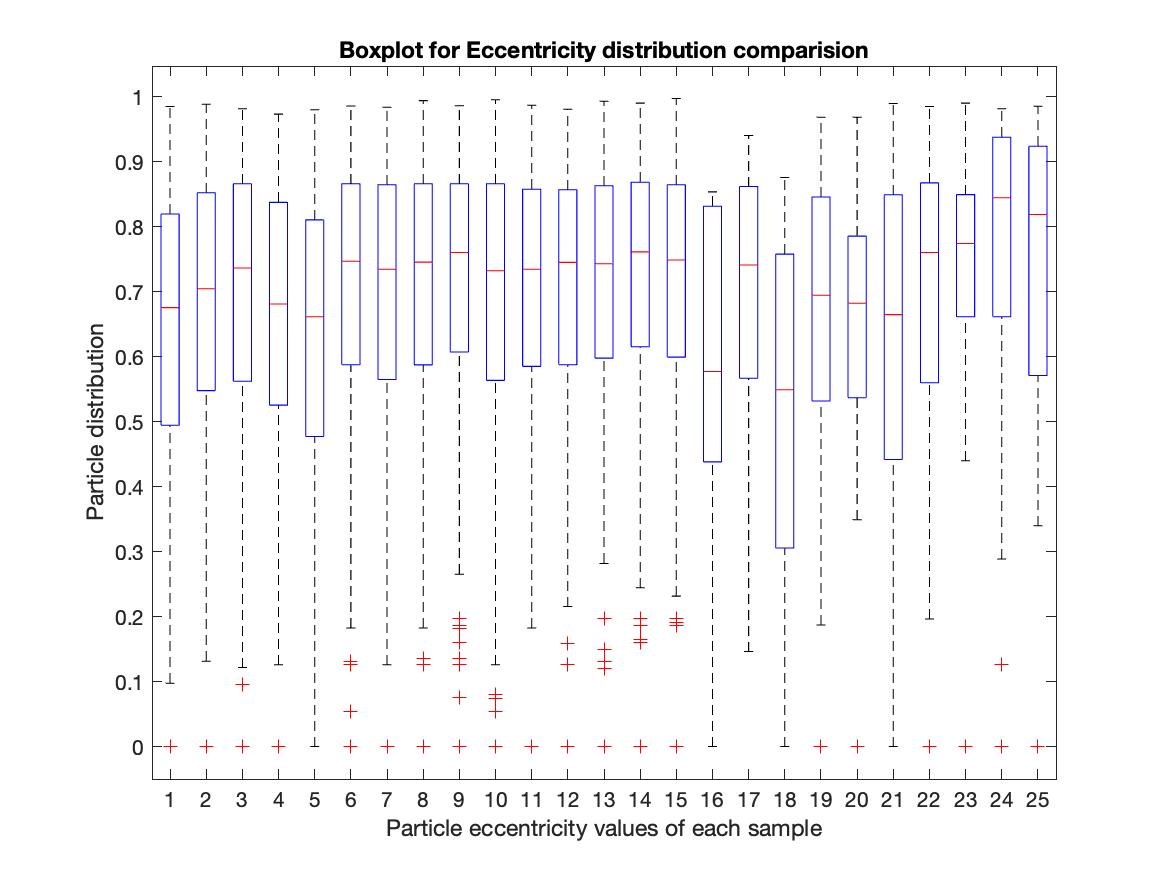 Boxplot for Eccentricity distribution comparision
1
0.9
0.8
0.7
0.6
0.5
0.4
0.3
0.2
0.1
0
Particle distribution
1 2 3 4 5 6 7 8 9 10 11 12 13 14 15 16 17 18 19 20 21 22 23 24 25
Particle eccentricity values of each sample